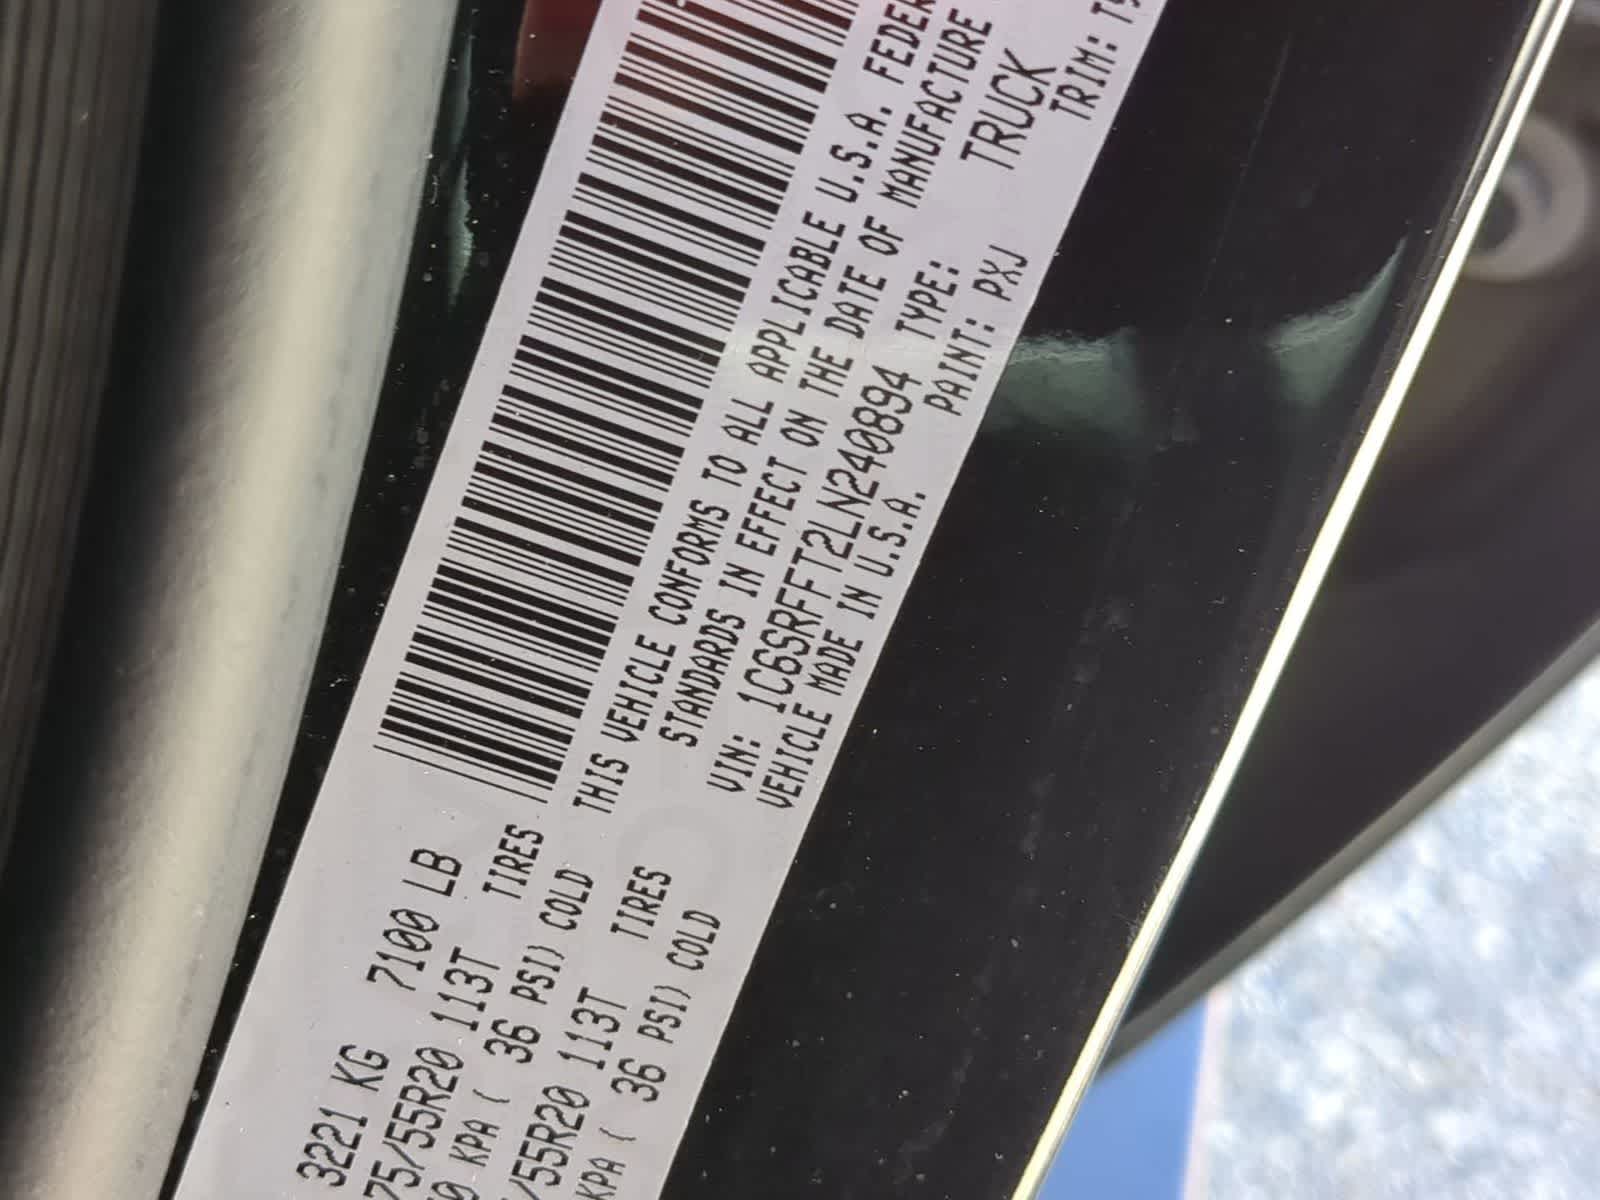 3221 KG 7100 LB
75/55R20 113T TIRES
KPA ( 36 PSI) COLD
/55R20 113T TIRES
KPA ( 36 PSI) COLD
THIS VEHICLE CONFORMS TO ALL APPLICABLE U.S.A. FEDER
STANDARDS IN EFFECT ON THE DATE OF MANUFACTURE
VIN: 1C6SRFFT2LN240894 TYPE: TRUCK
VEHICLE MADE IN U.S.A. PAINT: PXJ TRIM: